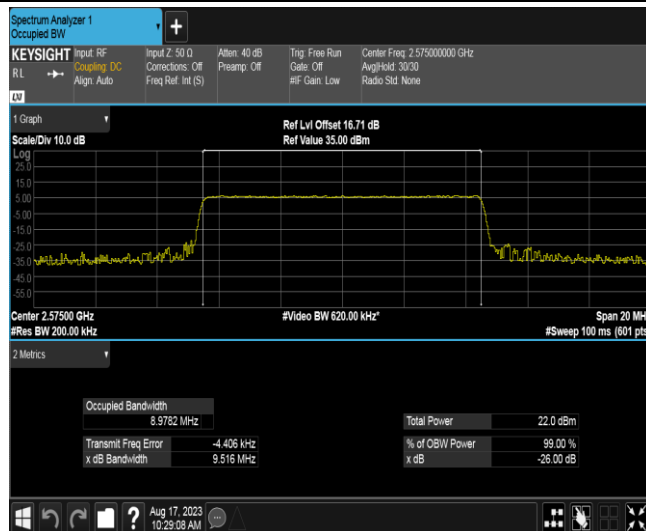 Spectrum Analyzer 1
Occupied BW
+
KEYSIGHT
RL
Input: RF
Coupling: DC
Align: Auto
Input Z: 50 Ω
Corrections: Off
Freq Ref: Int (S)
Atten: 40 dB
Preamp: Off
Trig: Free Run
Gate: Off
#IF Gain: Low
Center Freq: 2.575000000 GHz
Avg|Hold: 30/30
Radio Std: None
LXI
1 Graph
Scale/Div 10.0 dB
Ref Lvl Offset 16.71 dB
Ref Value 35.00 dBm
Log
25.0
15.0
5.00
-5.00
-15.0
-25.0
-35.0
-45.0
-55.0
Center 2.57500 GHz
#Res BW 200.00 kHz
#Video BW 620.00 kHz*
Span 20 MH
#Sweep 100 ms (601 pts
2 Metrics
Occupied Bandwidth
8.9782 MHz
Transmit Freq Error -4.406 kHz
x dB Bandwidth 9.516 MHz
Total Power 22.0 dBm
% of OBW Power 99.00 %
x dB -26.00 dB
?
Aug 17, 2023
10:29:08 AM